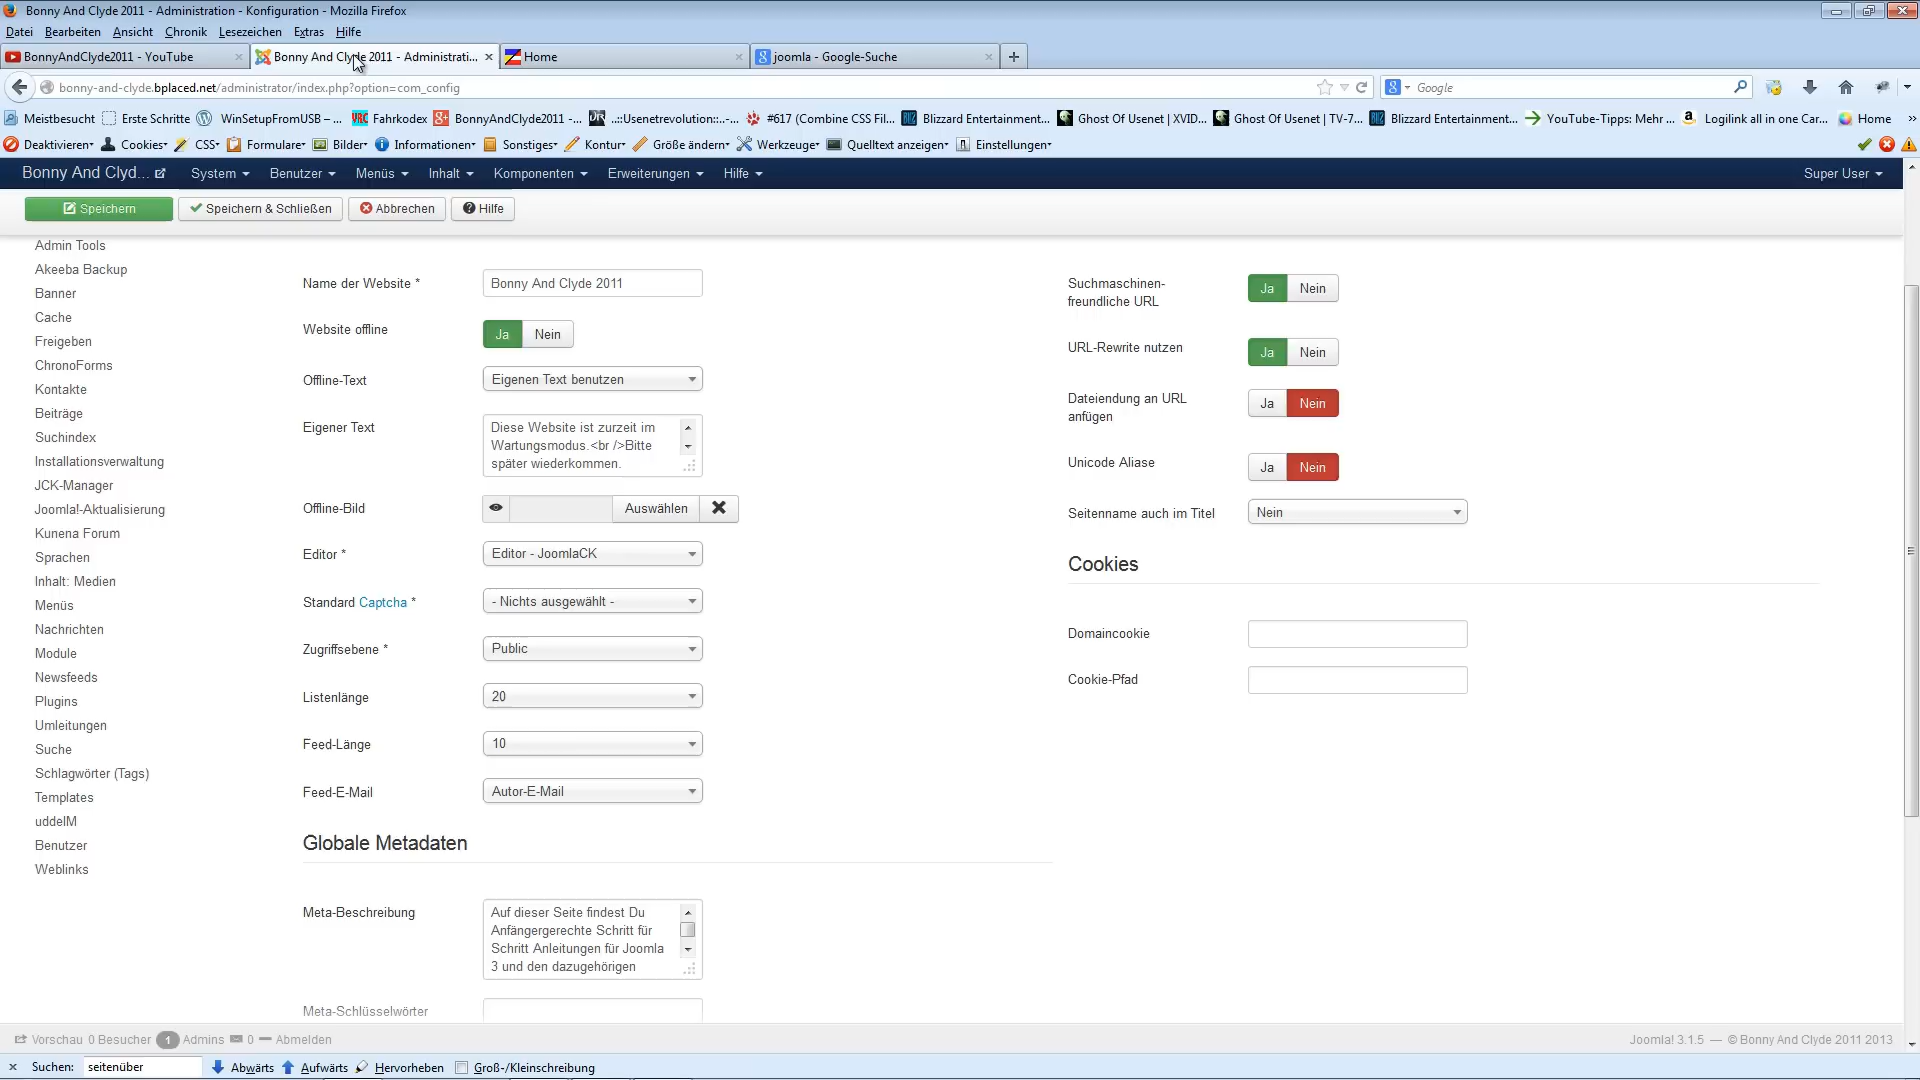 Bonny And Clyde 2011 - Administration - Konfiguration - Mozilla Firefox
Datei Bearbeiten Ansicht Chronik Lesezeichen Extras Hilfe
BonnyAndClyde2011 - YouTube
Bonny And Clyde 2011 - Administrati...
Home
joomla - Google-Suche
bonny-and-clyde.bplaced.net/administrator/index.php?option=com_config
Google
Meistbesucht Erste Schritte WinSetupFromUSB – ... Fahrkodex BonnyAndClyde2011 -... ..::Usenetrevolution::..-... #617 (Combine CSS Fil... Blizzard Entertainment... Ghost Of Usenet | XVID... Ghost Of Usenet | TV-7... Blizzard Entertainment... YouTube-Tipps: Mehr ... Logilink all in one Car... Home »
Deaktivieren Cookies CSS Formulare Bilder Informationen Sonstiges Kontur Größe ändern Werkzeuge Quelltext anzeigen Einstellungen
Bonny And Clyd... System Benutzer Menüs Inhalt Komponenten Erweiterungen Hilfe Super User
Speichern Speichern & Schließen Abbrechen Hilfe
Admin Tools
Akeeba Backup
Banner
Cache
Freigeben
ChronoForms
Kontakte
Beiträge
Suchindex
Installationsverwaltung
JCK-Manager
Joomla!-Aktualisierung
Kunena Forum
Sprachen
Inhalt: Medien
Menüs
Nachrichten
Module
Newsfeeds
Plugins
Umleitungen
Suche
Schlagwörter (Tags)
Templates
uddeIM
Benutzer
Weblinks
Name der Website * Bonny And Clyde 2011
Website offline Ja Nein
Offline-Text Eigenen Text benutzen
Eigener Text Diese Website ist zurzeit im
Wartungsmodus.<br />Bitte
später wiederkommen.
Offline-Bild Auswählen
Editor * Editor - JoomlaCK
Standard Captcha * - Nichts ausgewählt -
Zugriffsebene * Public
Listenlänge 20
Feed-Länge 10
Feed-E-Mail Autor-E-Mail
Globale Metadaten
Meta-Beschreibung Auf dieser Seite findest Du
Anfängergerechte Schritt für
Schritt Anleitungen für Joomla
3 und den dazugehörigen
Meta-Schlüsselwörter
Suchmaschinen-
freundliche URL Ja Nein
URL-Rewrite nutzen Ja Nein
Dateiendung an URL
anfügen Ja Nein
Unicode Aliase Ja Nein
Seitenname auch im Titel Nein
Cookies
Domaincookie
Cookie-Pfad
Vorschau 0 Besucher 1 Admins 0 Abmelden
Joomla! 3.1.5 — © Bonny And Clyde 2011 2013
Suchen: seitenüber Abwärts Aufwärts Hervorheben Groß-/Kleinschreibung